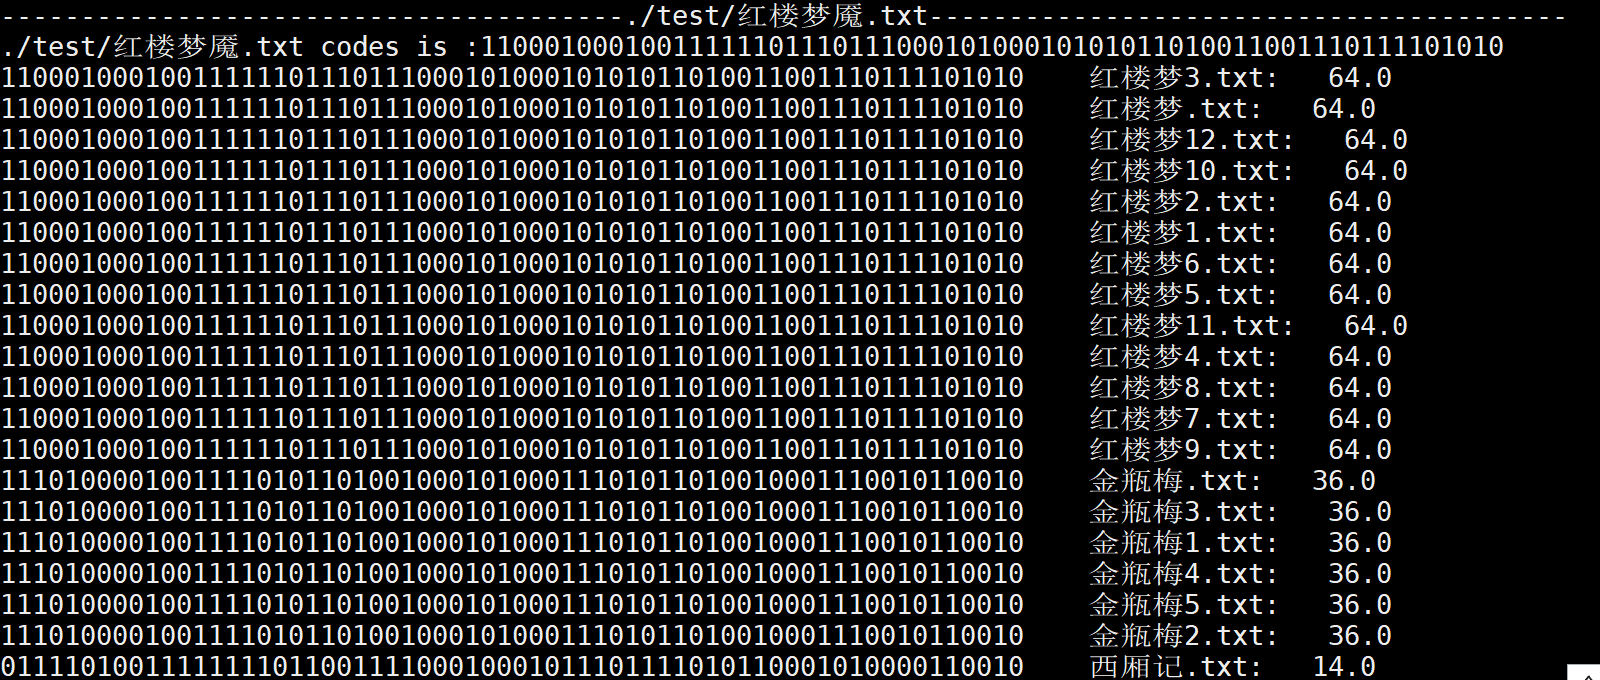 ---------------------------------------./test/红楼梦魇.txt----------------------------------------
./test/红楼梦魇.txt codes is :1100010001001111110111011100010100010101011010011001110111101010
1100010001001111110111011100010100010101011010011001110111101010    红楼梦3.txt:   64.0
1100010001001111110111011100010100010101011010011001110111101010    红楼梦.txt:   64.0
1100010001001111110111011100010100010101011010011001110111101010    红楼梦12.txt:   64.0
1100010001001111110111011100010100010101011010011001110111101010    红楼梦10.txt:   64.0
1100010001001111110111011100010100010101011010011001110111101010    红楼梦2.txt:   64.0
1100010001001111110111011100010100010101011010011001110111101010    红楼梦1.txt:   64.0
1100010001001111110111011100010100010101011010011001110111101010    红楼梦6.txt:   64.0
1100010001001111110111011100010100010101011010011001110111101010    红楼梦5.txt:   64.0
1100010001001111110111011100010100010101011010011001110111101010    红楼梦11.txt:   64.0
1100010001001111110111011100010100010101011010011001110111101010    红楼梦4.txt:   64.0
1100010001001111110111011100010100010101011010011001110111101010    红楼梦8.txt:   64.0
1100010001001111110111011100010100010101011010011001110111101010    红楼梦7.txt:   64.0
1100010001001111110111011100010100010101011010011001110111101010    红楼梦9.txt:   64.0
1110100001001111010110100100010100011101011010010001110010110010    金瓶梅.txt:   36.0
1110100001001111010110100100010100011101011010010001110010110010    金瓶梅3.txt:   36.0
1110100001001111010110100100010100011101011010010001110010110010    金瓶梅1.txt:   36.0
1110100001001111010110100100010100011101011010010001110010110010    金瓶梅4.txt:   36.0
1110100001001111010110100100010100011101011010010001110010110010    金瓶梅5.txt:   36.0
1110100001001111010110100100010100011101011010010001110010110010    金瓶梅2.txt:   36.0
0111101001111111101100111100010001011101111010110001010000110010    西厢记.txt:   14.0